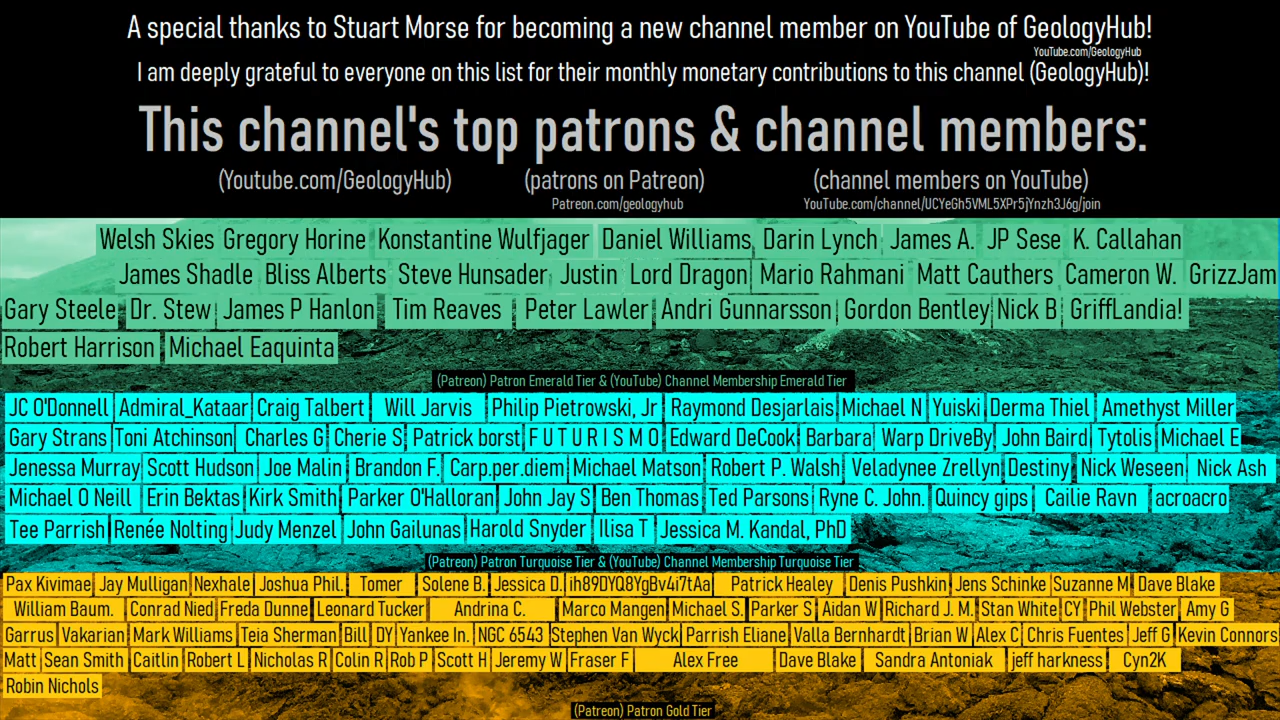 A special thanks to Stuart Morse for becoming a new channel member on YouTube of GeologyHub!
YouTube.com/GeologyHub
I am deeply grateful to everyone on this list for their monthly monetary contributions to this channel (GeologyHub)!
This channel's top patrons & channel members:
(Youtube.com/GeologyHub) (patrons on Patreon) (channel members on YouTube)
Patreon.com/geologyhub YouTube.com/channel/UCYeGh5VML5XPr5jYnzh3J6g/join
Welsh Skies Gregory Horine Konstantine Wulfjager Daniel Williams Darin Lynch James A. JP Sese K. Callahan
James Shadle Bliss Alberts Steve Hunsader Justin Lord Dragon Mario Rahmani Matt Cauthers Cameron W. GrizzJam
Gary Steele Dr. Stew James P Hanlon Tim Reaves Peter Lawler Andri Gunnarsson Gordon Bentley Nick B GriffLandia!
Robert Harrison Michael Eaquinta
(Patreon) Patron Emerald Tier & (YouTube) Channel Membership Emerald Tier
JC O'Donnell Admiral_Kataar Craig Talbert Will Jarvis Philip Pietrowski, Jr Raymond Desjarlais Michael N Yuiski Derma Thiel Amethyst Miller
Gary Strans Toni Atchinson Charles G Cherie S Patrick borst F U T U R I S M O Edward DeCook Barbara Warp DriveBy John Baird Tytolis Michael E
Jenessa Murray Scott Hudson Joe Malin Brandon F. Carp.per.diem Michael Matson Robert P. Walsh Veladynee Zrellyn Destiny Nick Weseen Nick Ash
Michael O Neill Erin Bektas Kirk Smith Parker O'Halloran John Jay S Ben Thomas Ted Parsons Ryne C. John. Quincy gips Cailie Ravn acroacro
Tee Parrish Renée Nolting Judy Menzel John Gailunas Harold Snyder Ilisa T Jessica M. Kandal, PhD
(Patreon) Patron Turquoise Tier & (YouTube) Channel Membership Turquoise Tier
Pax Kivimae Jay Mulligan Nexhale Joshua Phil Tomer Solene B. Jessica D. ih89DYQ8YgBv4i7tAa Patrick Healey Denis Pushkin Jens Schinke Suzanne M Dave Blake
William Baum. Conrad Nied Freda Dunne Leonard Tucker Andrina C. Marco Mangen Michael S. Parker S Aidan W Richard J. M. Stan White CY Phil Webster Amy G
Garrus Vakarian Mark Williams Teia Sherman Bill DY Yankee In. NGC 6543 Stephen Van Wyck Parrish Eliane Valla Bernhardt Brian W Alex C Chris Fuentes Jeff G Kevin Connors
Matt Sean Smith Caitlin Robert L Nicholas R Colin R Rob P Scott H Jeremy W Fraser F Alex Free Dave Blake Sandra Antoniak jeff harkness Cyn2K
Robin Nichols
(Patreon) Patron Gold Tier